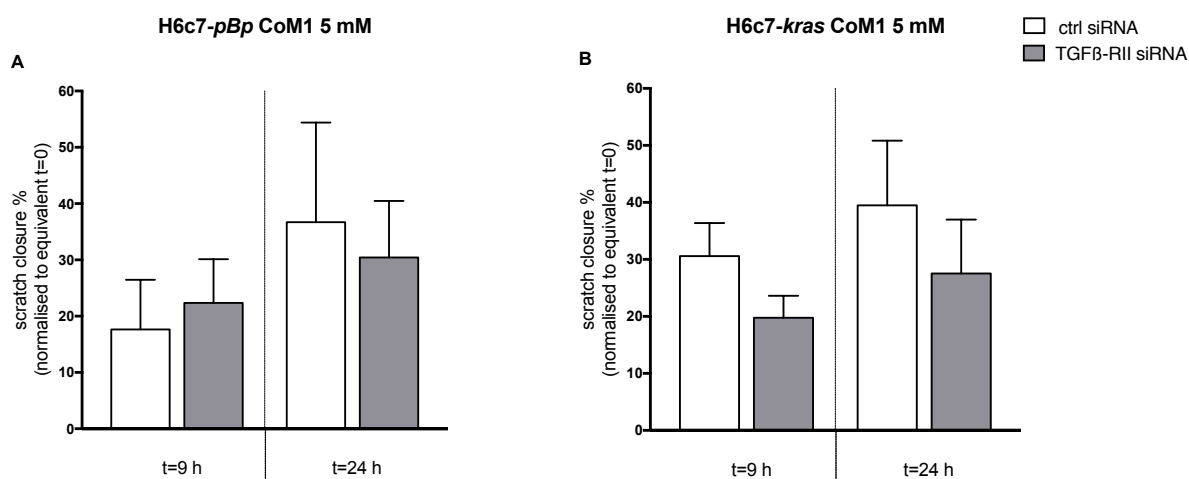 H6c7-pBp CoM1 5 mM
H6c7-kras CoM1 5 mM
ctrl siRNA
TGFß-RII siRNA
A
scratch closure %
(normalised to equivalent t=0)
60
50
40
30
20
10
0
t=9 h
t=24 h
B
scratch closure %
(normalised to equivalent t=0)
60
50
40
30
20
10
0
t=9 h
t=24 h